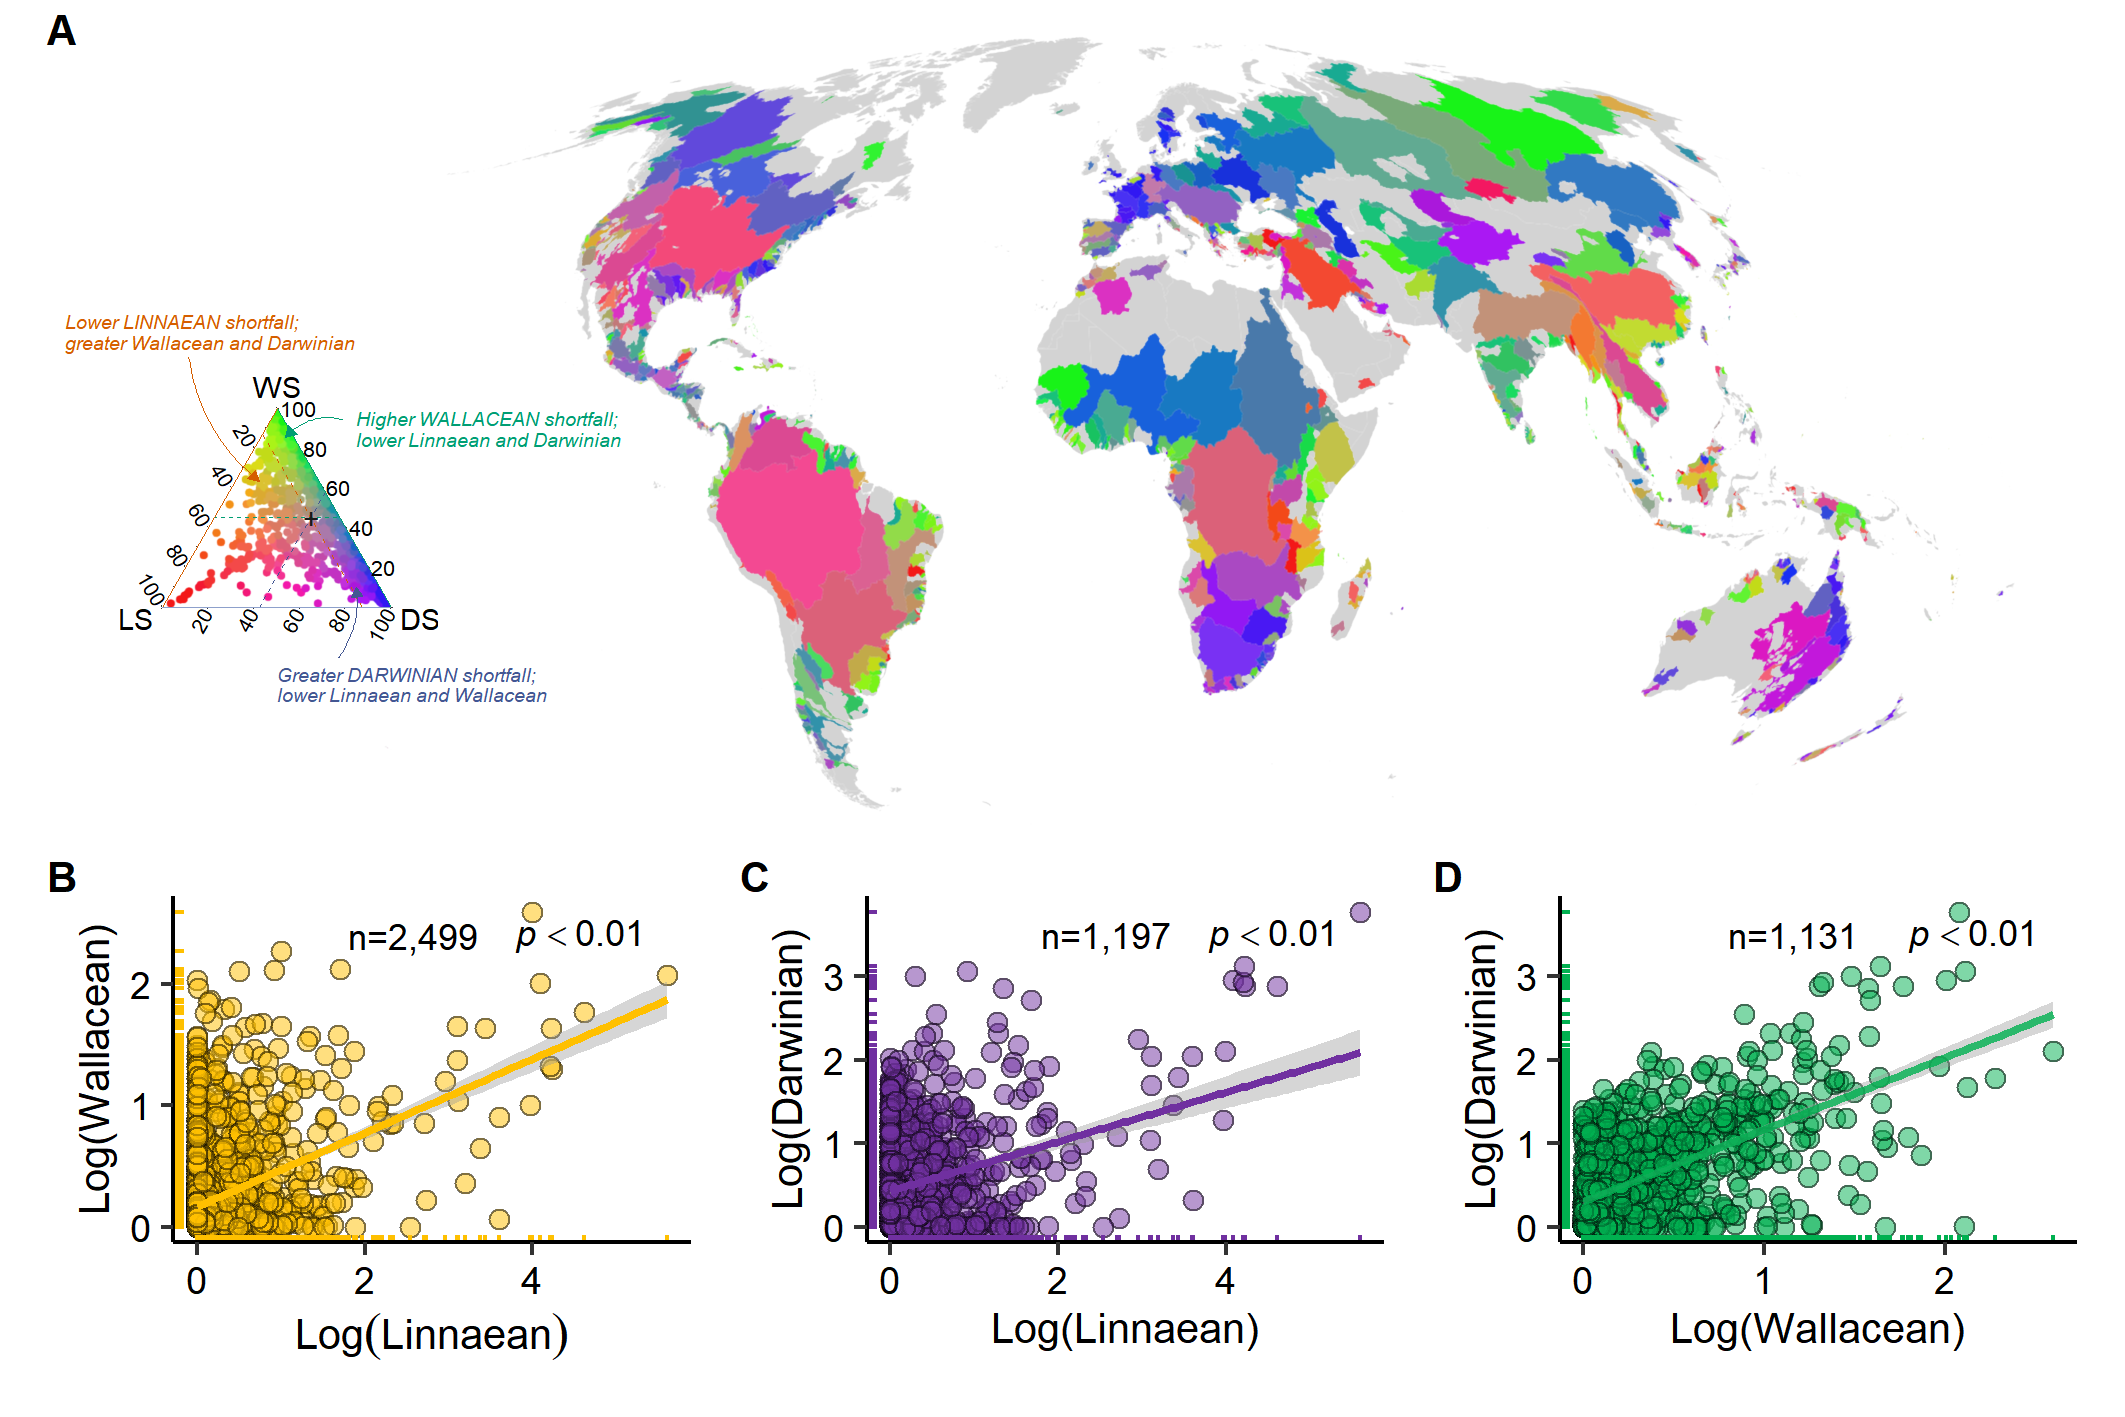 A
Lower LINNAEAN shortfall;
greater Wallacean and Darwinian
WS
100
Higher WALLACEAN shortfall;
lower Linnaean and Darwinian
20
80
40
60
60
40
80
20
100
LS
20
40
60
80
100
DS
Greater DARWINIAN shortfall;
lower Linnaean and Wallacean
B
n=2,499 p < 0.01
Log(Wallacean)
2
1
0
0 2 4
Log(Linnaean)
C
n=1,197 p < 0.01
Log(Darwinian)
3
2
1
0
0 2 4
Log(Linnaean)
D
n=1,131 p < 0.01
Log(Darwinian)
3
2
1
0
0 1 2
Log(Wallacean)